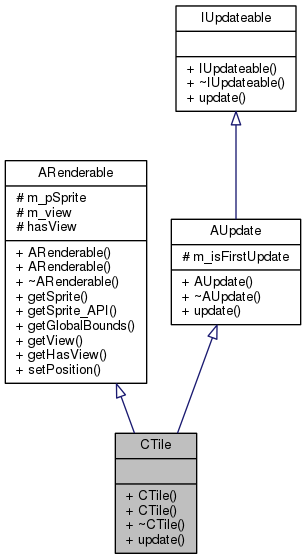 IUpdateable
+ IUpdateable()
+ ~IUpdateable()
+ update()
ARenderable
# m_pSprite
# m_view
# hasView
+ ARenderable()
+ ARenderable()
+ ~ARenderable()
+ getSprite()
+ getSprite_API()
+ getGlobalBounds()
+ getView()
+ getHasView()
+ setPosition()
AUpdate
# m_isFirstUpdate
+ AUpdate()
+ ~AUpdate()
+ update()
CTile
+ CTile()
+ CTile()
+ ~CTile()
+ update()